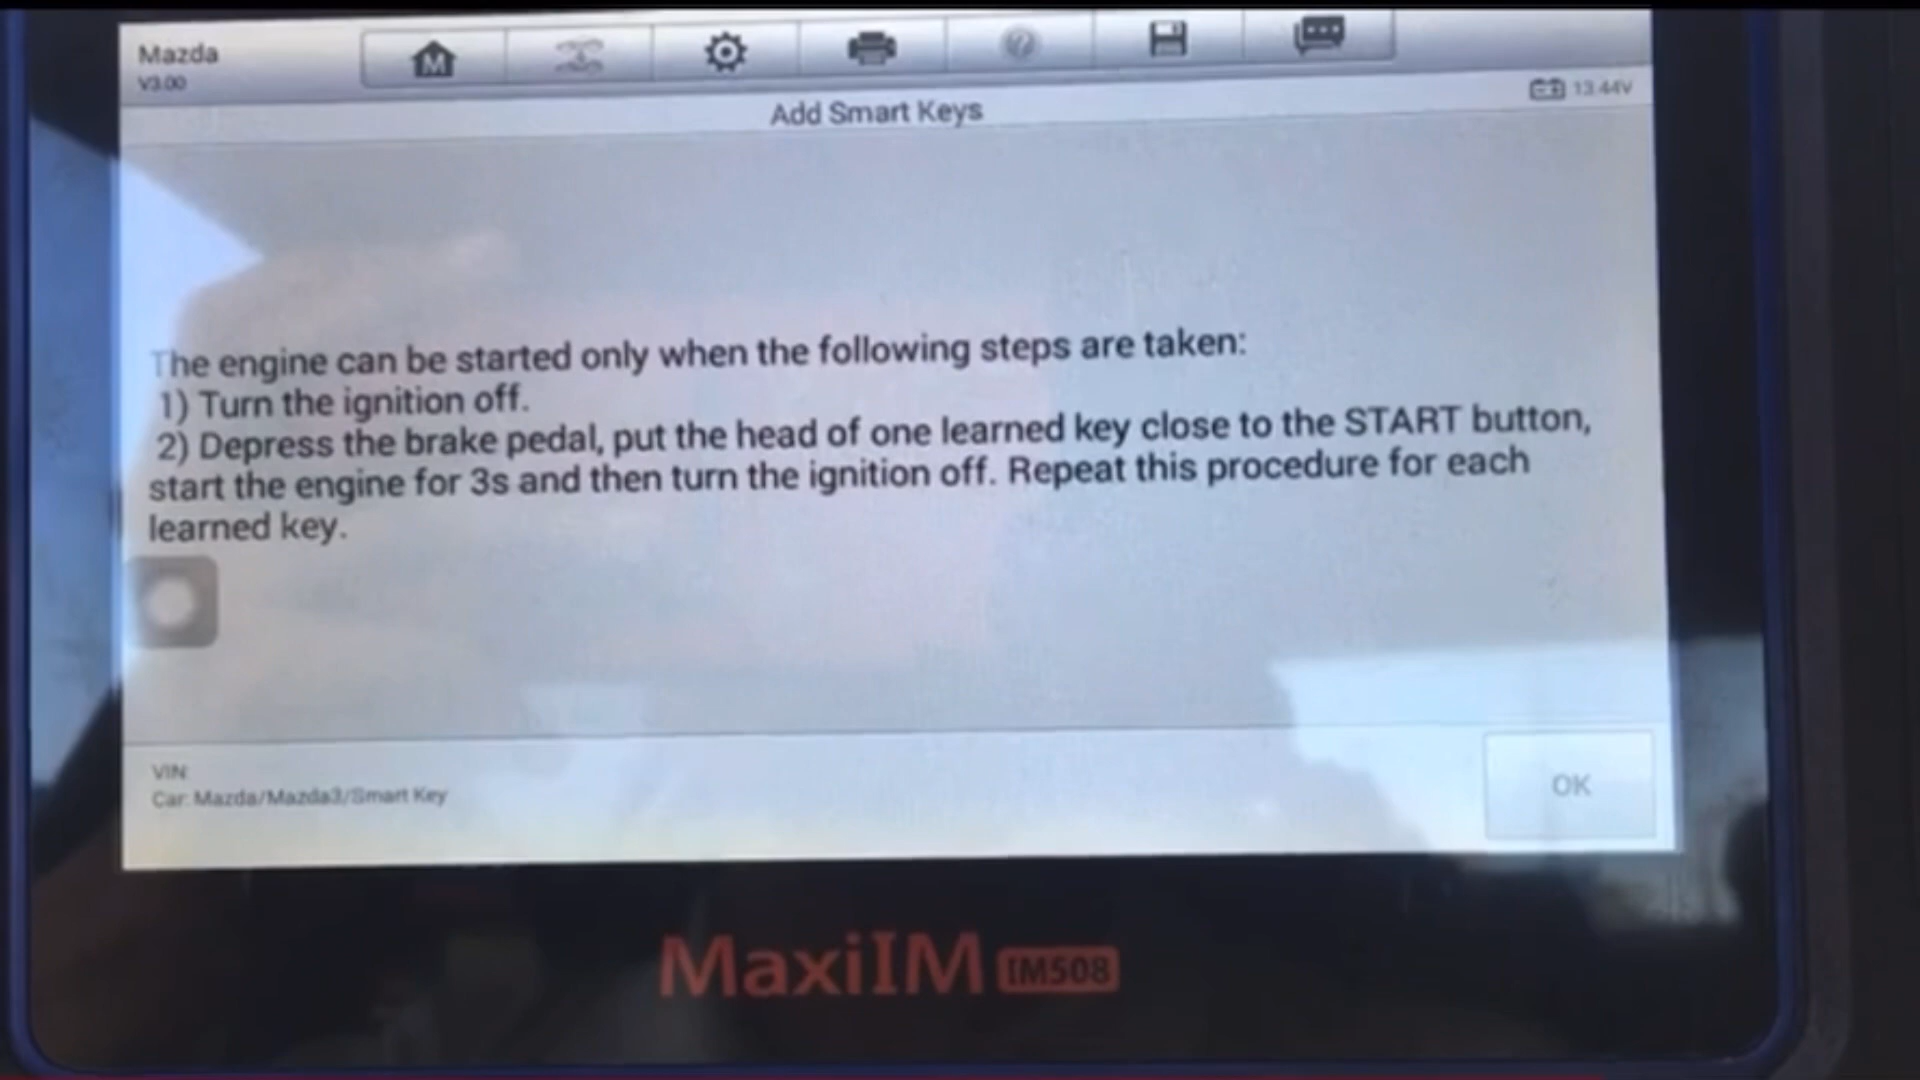 Mazda
V3.00
M
Add Smart Keys
13.44V
The engine can be started only when the following steps are taken:
1) Turn the ignition off.
2) Depress the brake pedal, put the head of one learned key close to the START button,
start the engine for 3s and then turn the ignition off. Repeat this procedure for each
learned key.
VIN:
Car: Mazda/Mazda3/Smart Key
OK
MaxiIM IM508